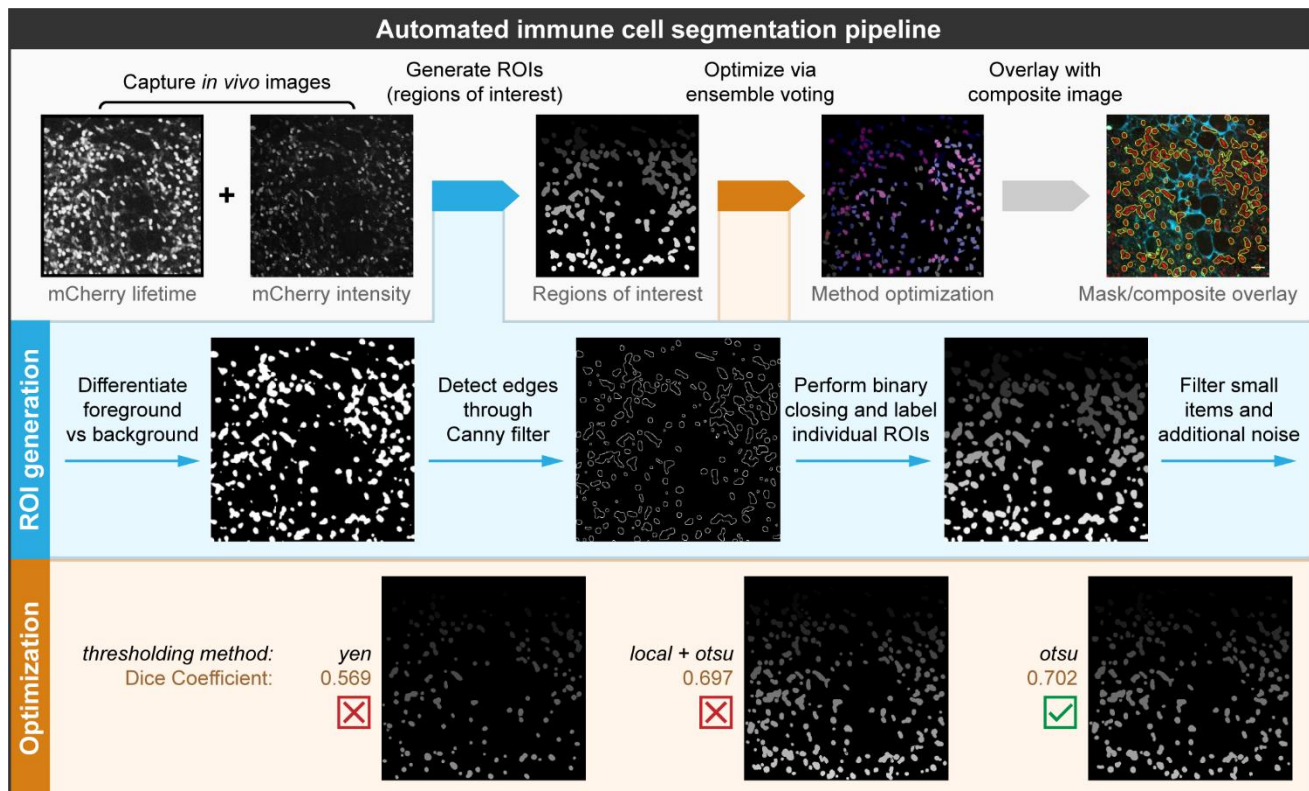 Automated immune cell segmentation pipeline
Capture in vivo images
Generate ROIs
(regions of interest)
Optimize via
ensemble voting
Overlay with
composite image
+
mCherry lifetime
mCherry intensity
Regions of interest
Method optimization
Mask/composite overlay
ROI generation
Differentiate
foreground
vs background
Detect edges
through
Canny filter
Perform binary
closing and label
individual ROIs
Filter small
items and
additional noise
Optimization
thresholding method:
Dice Coefficient:
yen
0.569
local + otsu
0.697
otsu
0.702